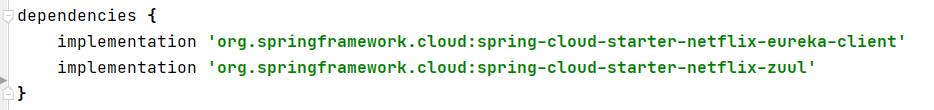 dependencies {
    implementation 'org.springframework.cloud:spring-cloud-starter-netflix-eureka-client'
    implementation 'org.springframework.cloud:spring-cloud-starter-netflix-zuul'
}